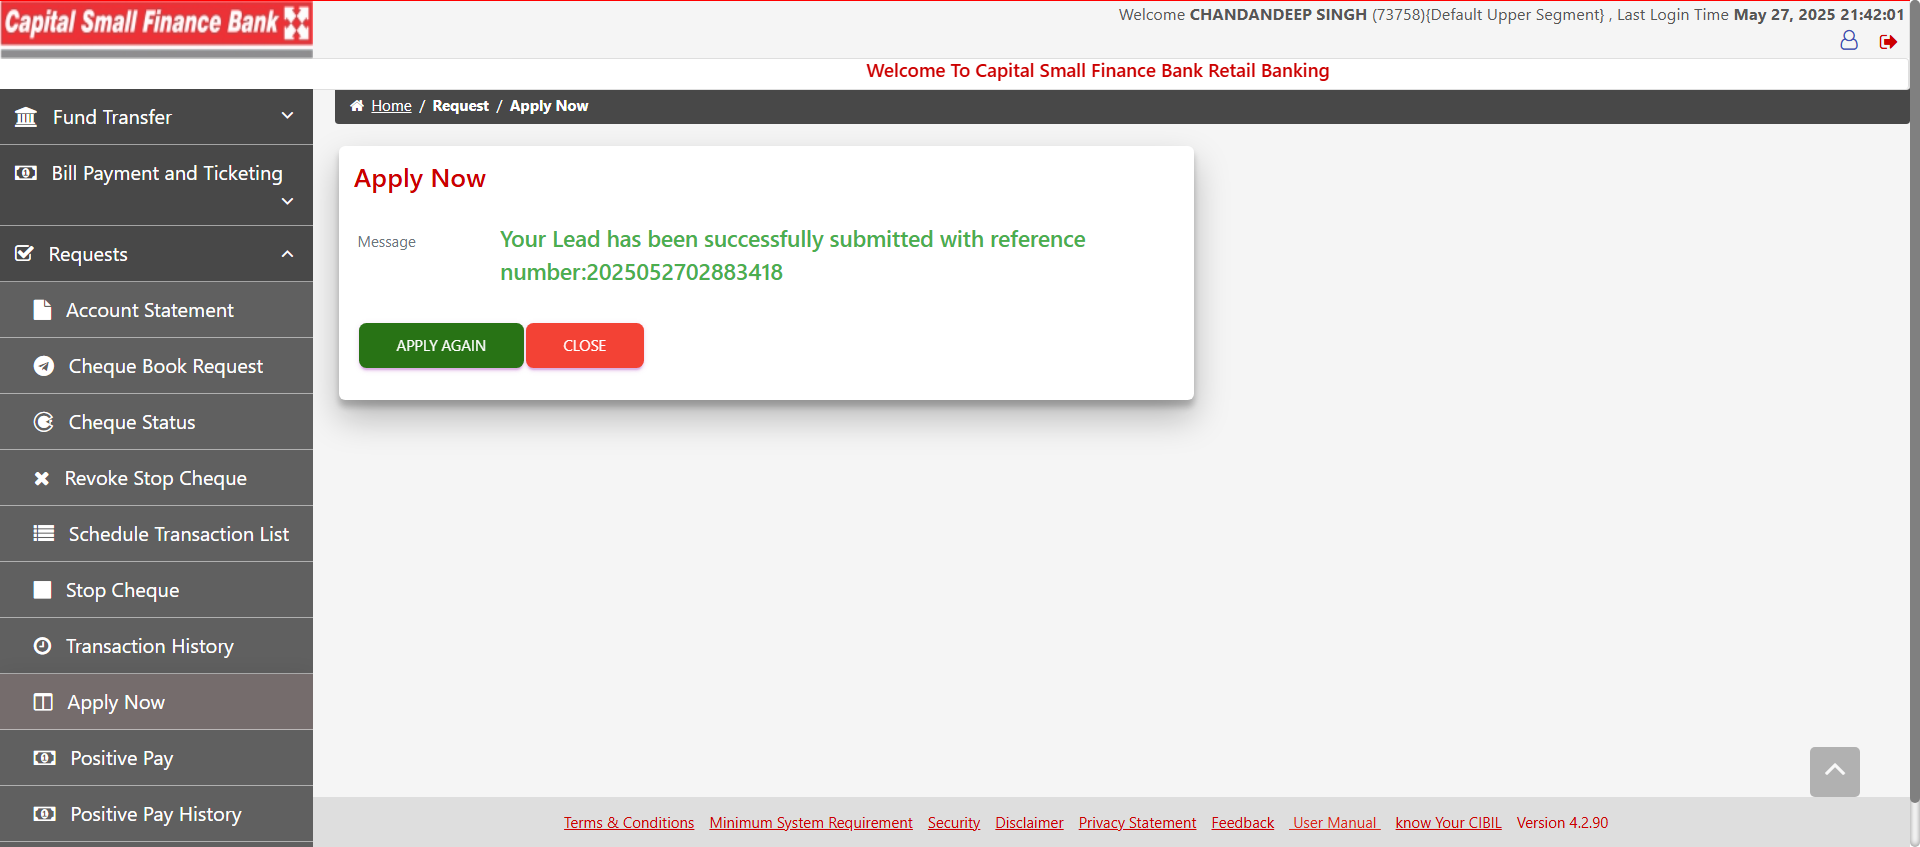 Capital Small Finance Bank
Welcome CHANDANDEEP SINGH (73758){Default Upper Segment} , Last Login Time May 27, 2025 21:42:01
Welcome To Capital Small Finance Bank Retail Banking
Fund Transfer
Bill Payment and Ticketing
Requests
Account Statement
Cheque Book Request
Cheque Status
Revoke Stop Cheque
Schedule Transaction List
Stop Cheque
Transaction History
Apply Now
Positive Pay
Positive Pay History
Home / Request / Apply Now
Apply Now
Message
Your Lead has been successfully submitted with reference
number:2025052702883418
APPLY AGAIN
CLOSE
Terms & Conditions Minimum System Requirement Security Disclaimer Privacy Statement Feedback User Manual know Your CIBIL Version 4.2.90